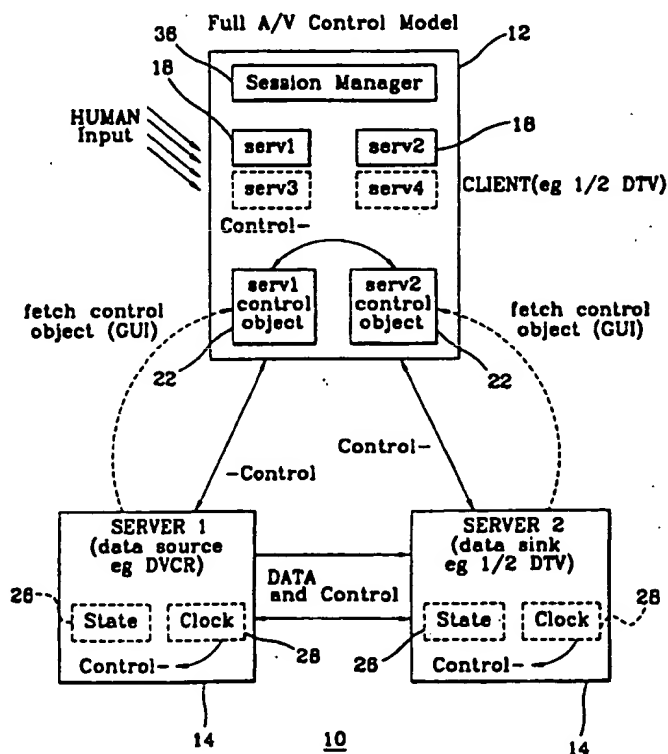 Full A/V Control Model
36
12
Session Manager
18
18
HUMAN
Input
serv1
serv2
serv3
serv4
CLIENT(eg 1/2 DTV)
Control-
serv1
control
object
serv2
control
object
fetch control
object (GUI)
fetch control
object (GUI)
22
22
Control-
-Control
SERVER 1
(data source
eg DVCR)
SERVER 2
(data sink
eg 1/2 DTV)
DATA
and Control
26
State
Clock
28
Control-
26
State
Clock
28
Control-
14
10
14